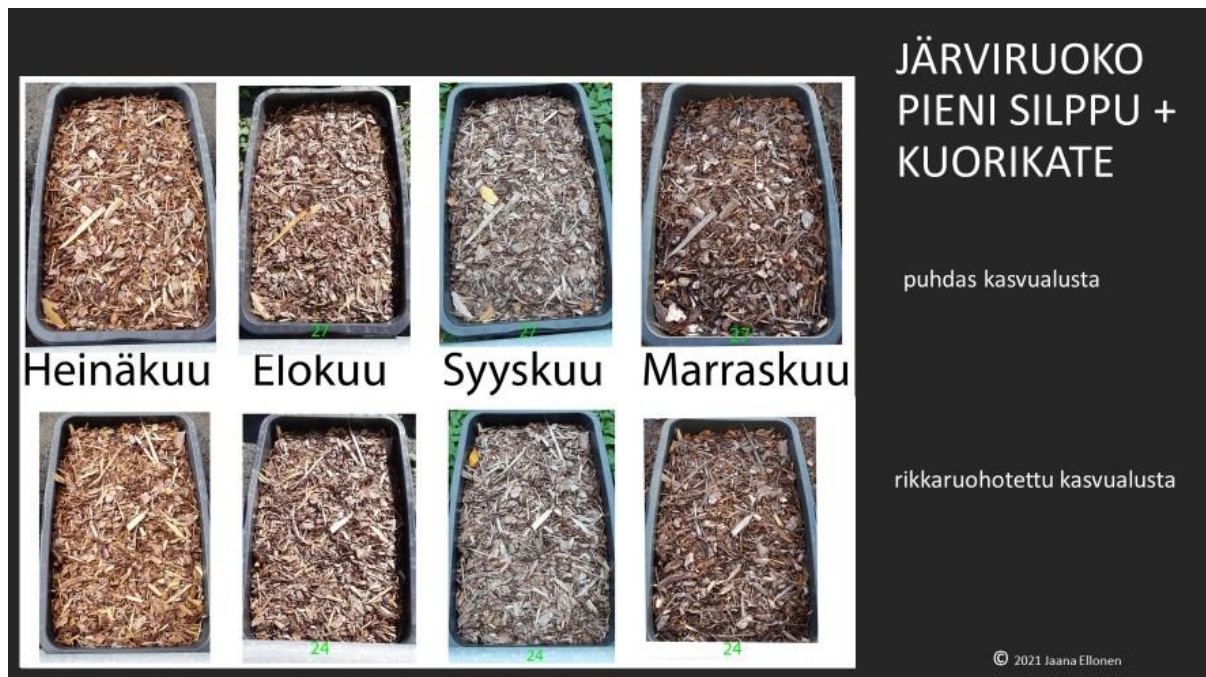 JÄRVIRUOKO
PIENI SILPPU +
KUORIKATE
puhdas kasvualusta
27
27
27
Heinäkuu Elokuu Syyskuu Marraskuu
rikkaruohotettu kasvualusta
24
24
24
© 2021 Jaana Ellonen